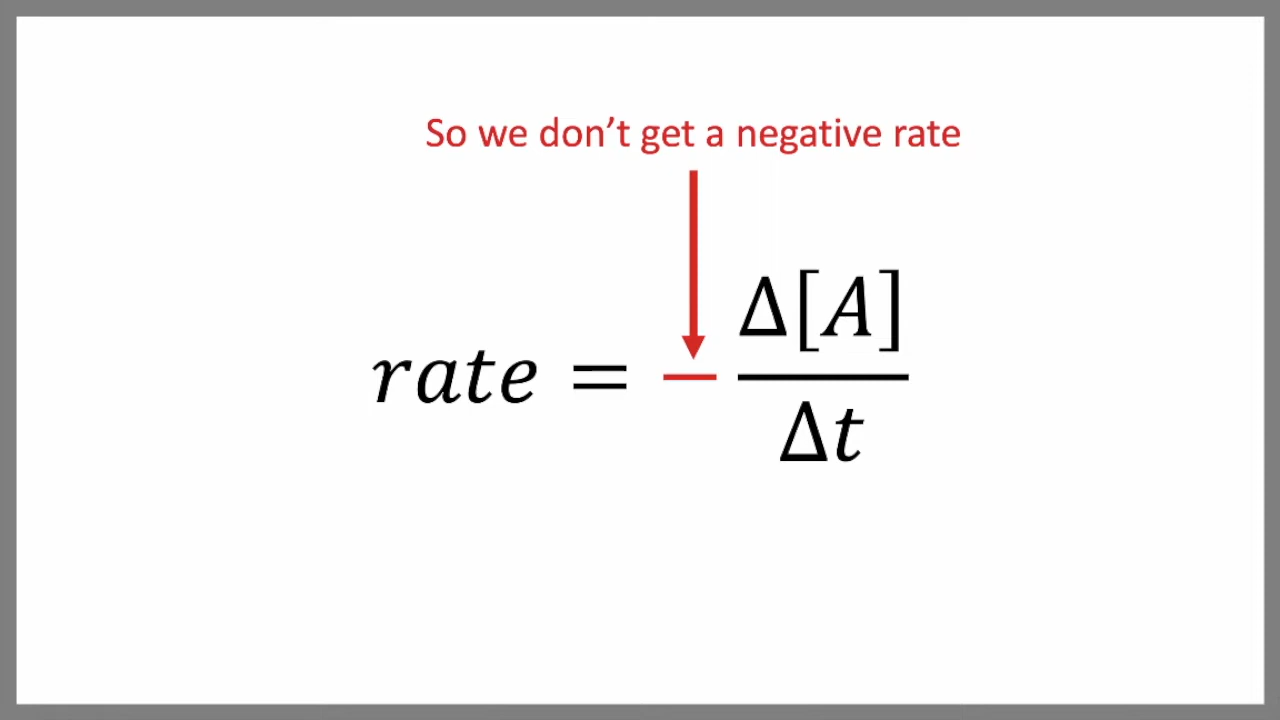 So we don’t get a negative rate
rate = − Δ[A]/Δt